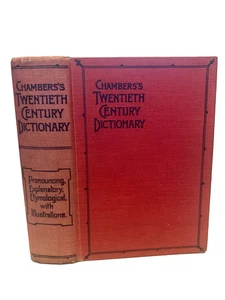 CHAMBERS'S
TWENTIETH
CENTURY
DICTIONARY
Pronouncing,
Explanatory,
Etymological,
with
Illustrations.
CHAMBERS'S
TWENTIETH
CENTURY
DICTIONARY